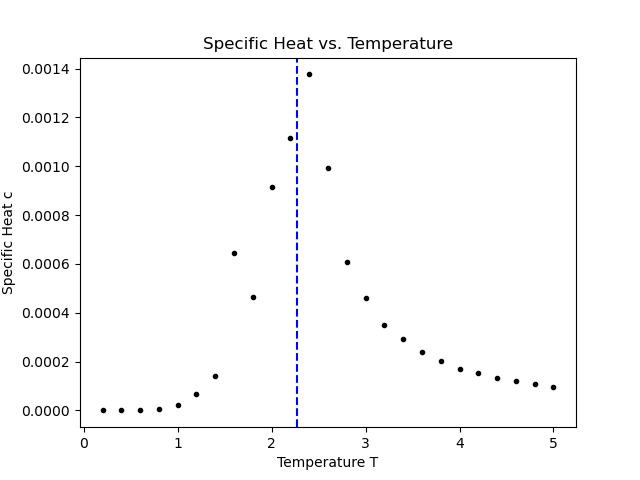 Specific Heat vs. Temperature
0.0014
0.0012
0.0010
0.0008
0.0006
0.0004
0.0002
0.0000
Specific Heat c
0 1 2 3 4 5
Temperature T